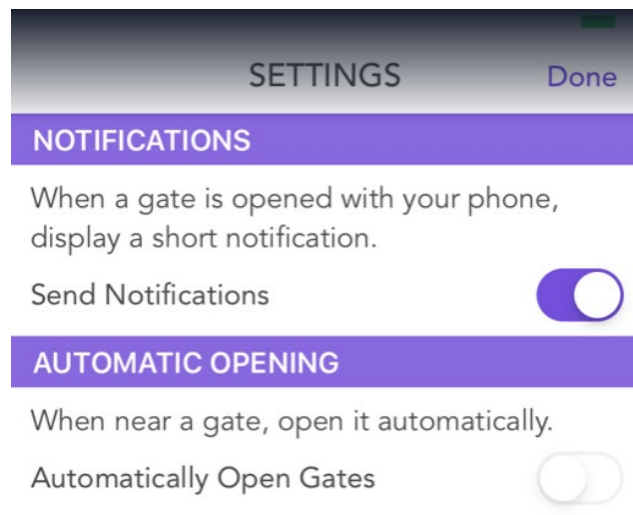 SETTINGS
Done
NOTIFICATIONS
When a gate is opened with your phone,
display a short notification.
Send Notifications
AUTOMATIC OPENING
When near a gate, open it automatically.
Automatically Open Gates